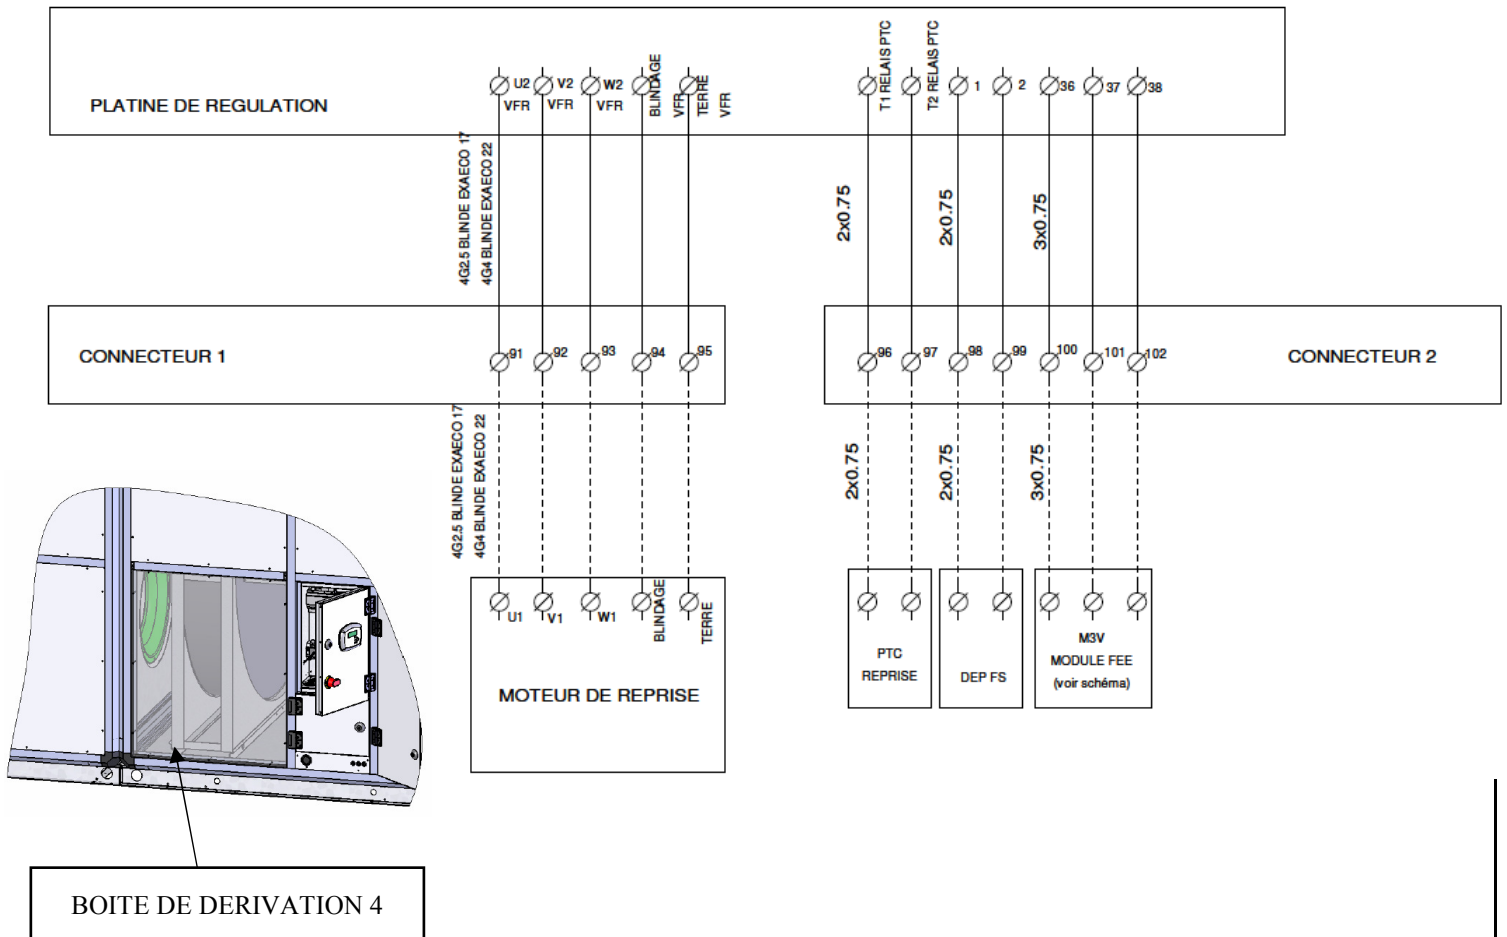 PLATINE DE REGULATION
U2 V2 W2 BLINDAGE TERRE
VFR VFR VFR VFR VFR
T1 RELAIS PTC
T2 RELAIS PTC
1 2 36 37 38
4G2.5 BLINDE EXAECO 17
4G4 BLINDE EXAECO 22
2x0.75
2x0.75
3x0.75
CONNECTEUR 1
91 92 93 94 95
96 97 98 99 100 101 102
CONNECTEUR 2
4G2.5 BLINDE EXAECO 17
4G4 BLINDE EXAECO 22
2x0.75
2x0.75
3x0.75
U1 V1 W1 BLINDAGE TERRE
MOTEUR DE REPRISE
PTC
REPRISE
DEP FS
M3V
MODULE FEE
(voir schéma)
BOITE DE DERIVATION 4